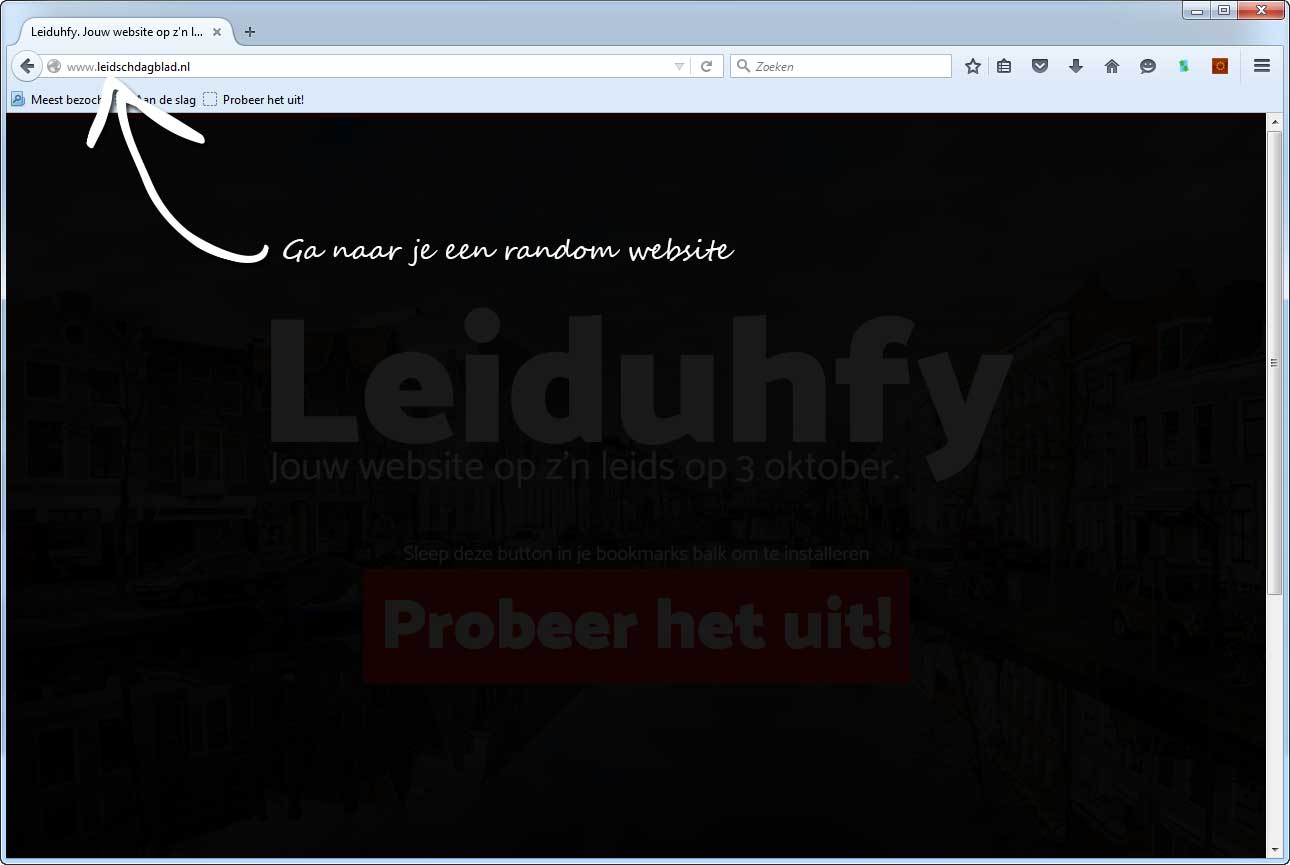 Leiduhfy. Jouw website op z'n l...
www.leidschdagblad.nl
Zoeken
Meest bezoch an de slag Probeer het uit!
Ga naar je een random website
Leiduhfy
Jouw website op z'n leids op 3 oktober.
Sleep deze button in je bookmarks balk om te installeren
Probeer het uit!